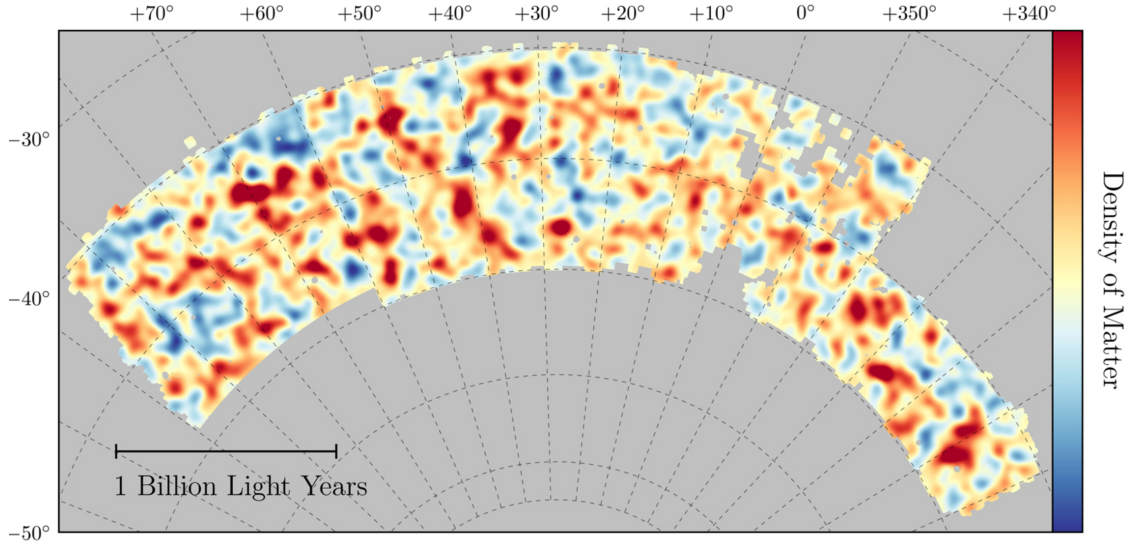 +70° +60° +50° +40° +30° +20° +10° 0° +350° +340°
−30°
−40°
−50°
1 Billion Light Years
Density of Matter